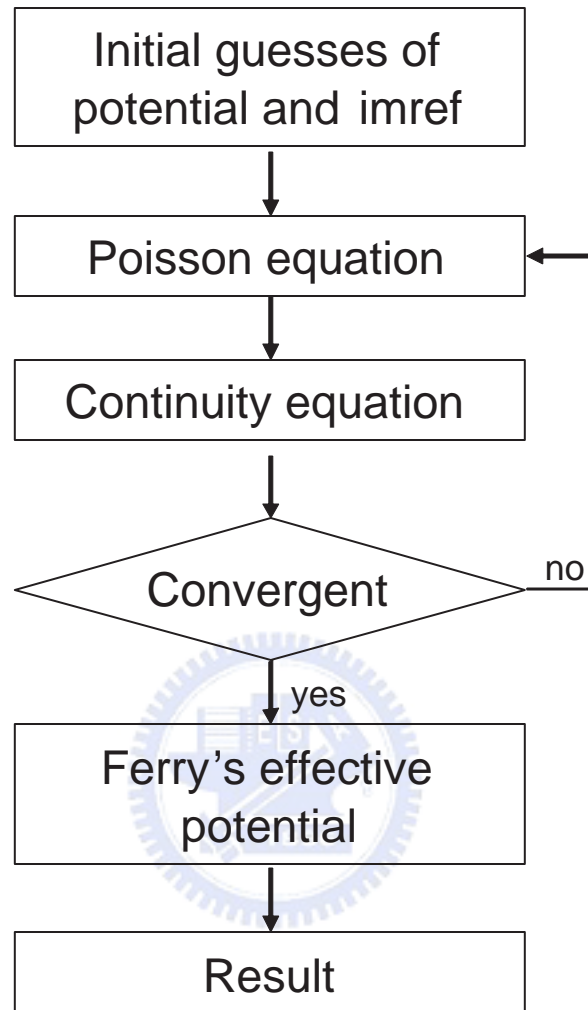 Initial guesses of
potential and imref
Poisson equation
Continuity equation
Convergent
no
yes
Ferry's effective
potential
Result